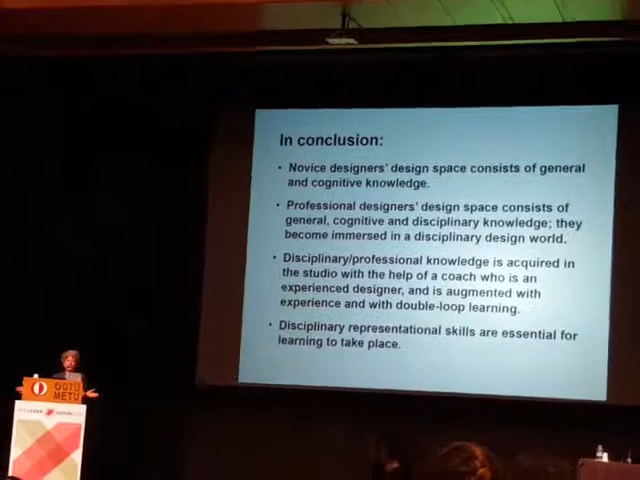 In conclusion:
• Novice designers' design space consists of general
and cognitive knowledge.
• Professional designers' design space consists of
general, cognitive and disciplinary knowledge; they
become immersed in a disciplinary design world.
• Disciplinary/professional knowledge is acquired in
the studio with the help of a coach who is an
experienced designer, and is augmented with
experience and with double-loop learning.
• Disciplinary representational skills are essential for
learning to take place.
ODTÜ
METU